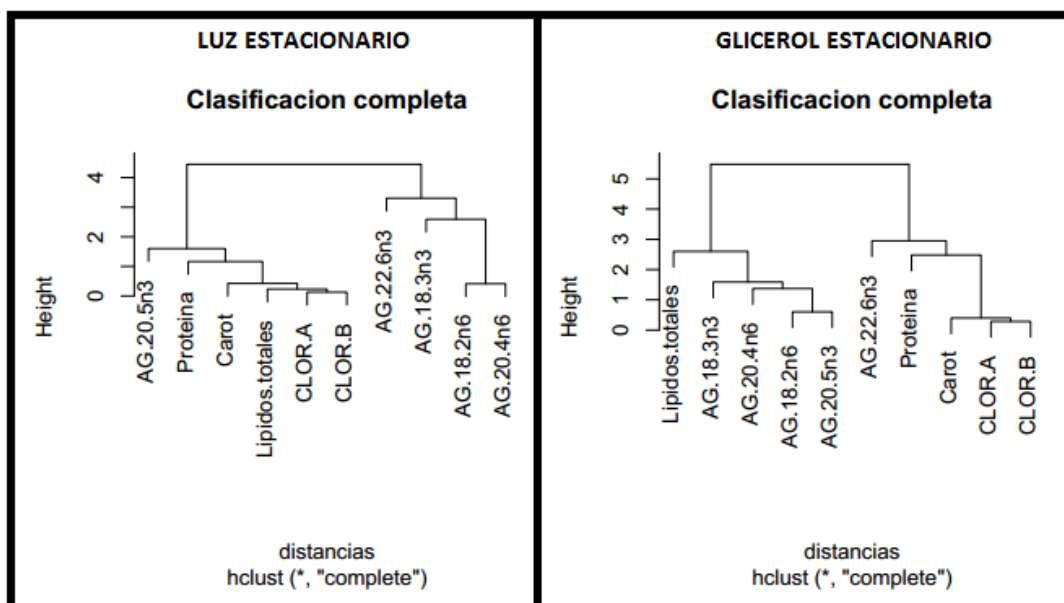 LUZ ESTACIONARIO
Clasificacion completa
Height
4
2
0
AG.20.5n3
Proteina
Carot
Lipidos.totales
CLOR.A
CLOR.B
AG.22.6n3
AG.18.3n3
AG.18.2n6
AG.20.4n6
distancias
hclust (*, "complete")
GLICEROL ESTACIONARIO
Clasificacion completa
Height
5
4
3
2
1
0
Lipidos.totales
AG.18.3n3
AG.20.4n6
AG.18.2n6
AG.20.5n3
AG.22.6n3
Proteina
Carot
CLOR.A
CLOR.B
distancias
hclust (*, "complete")